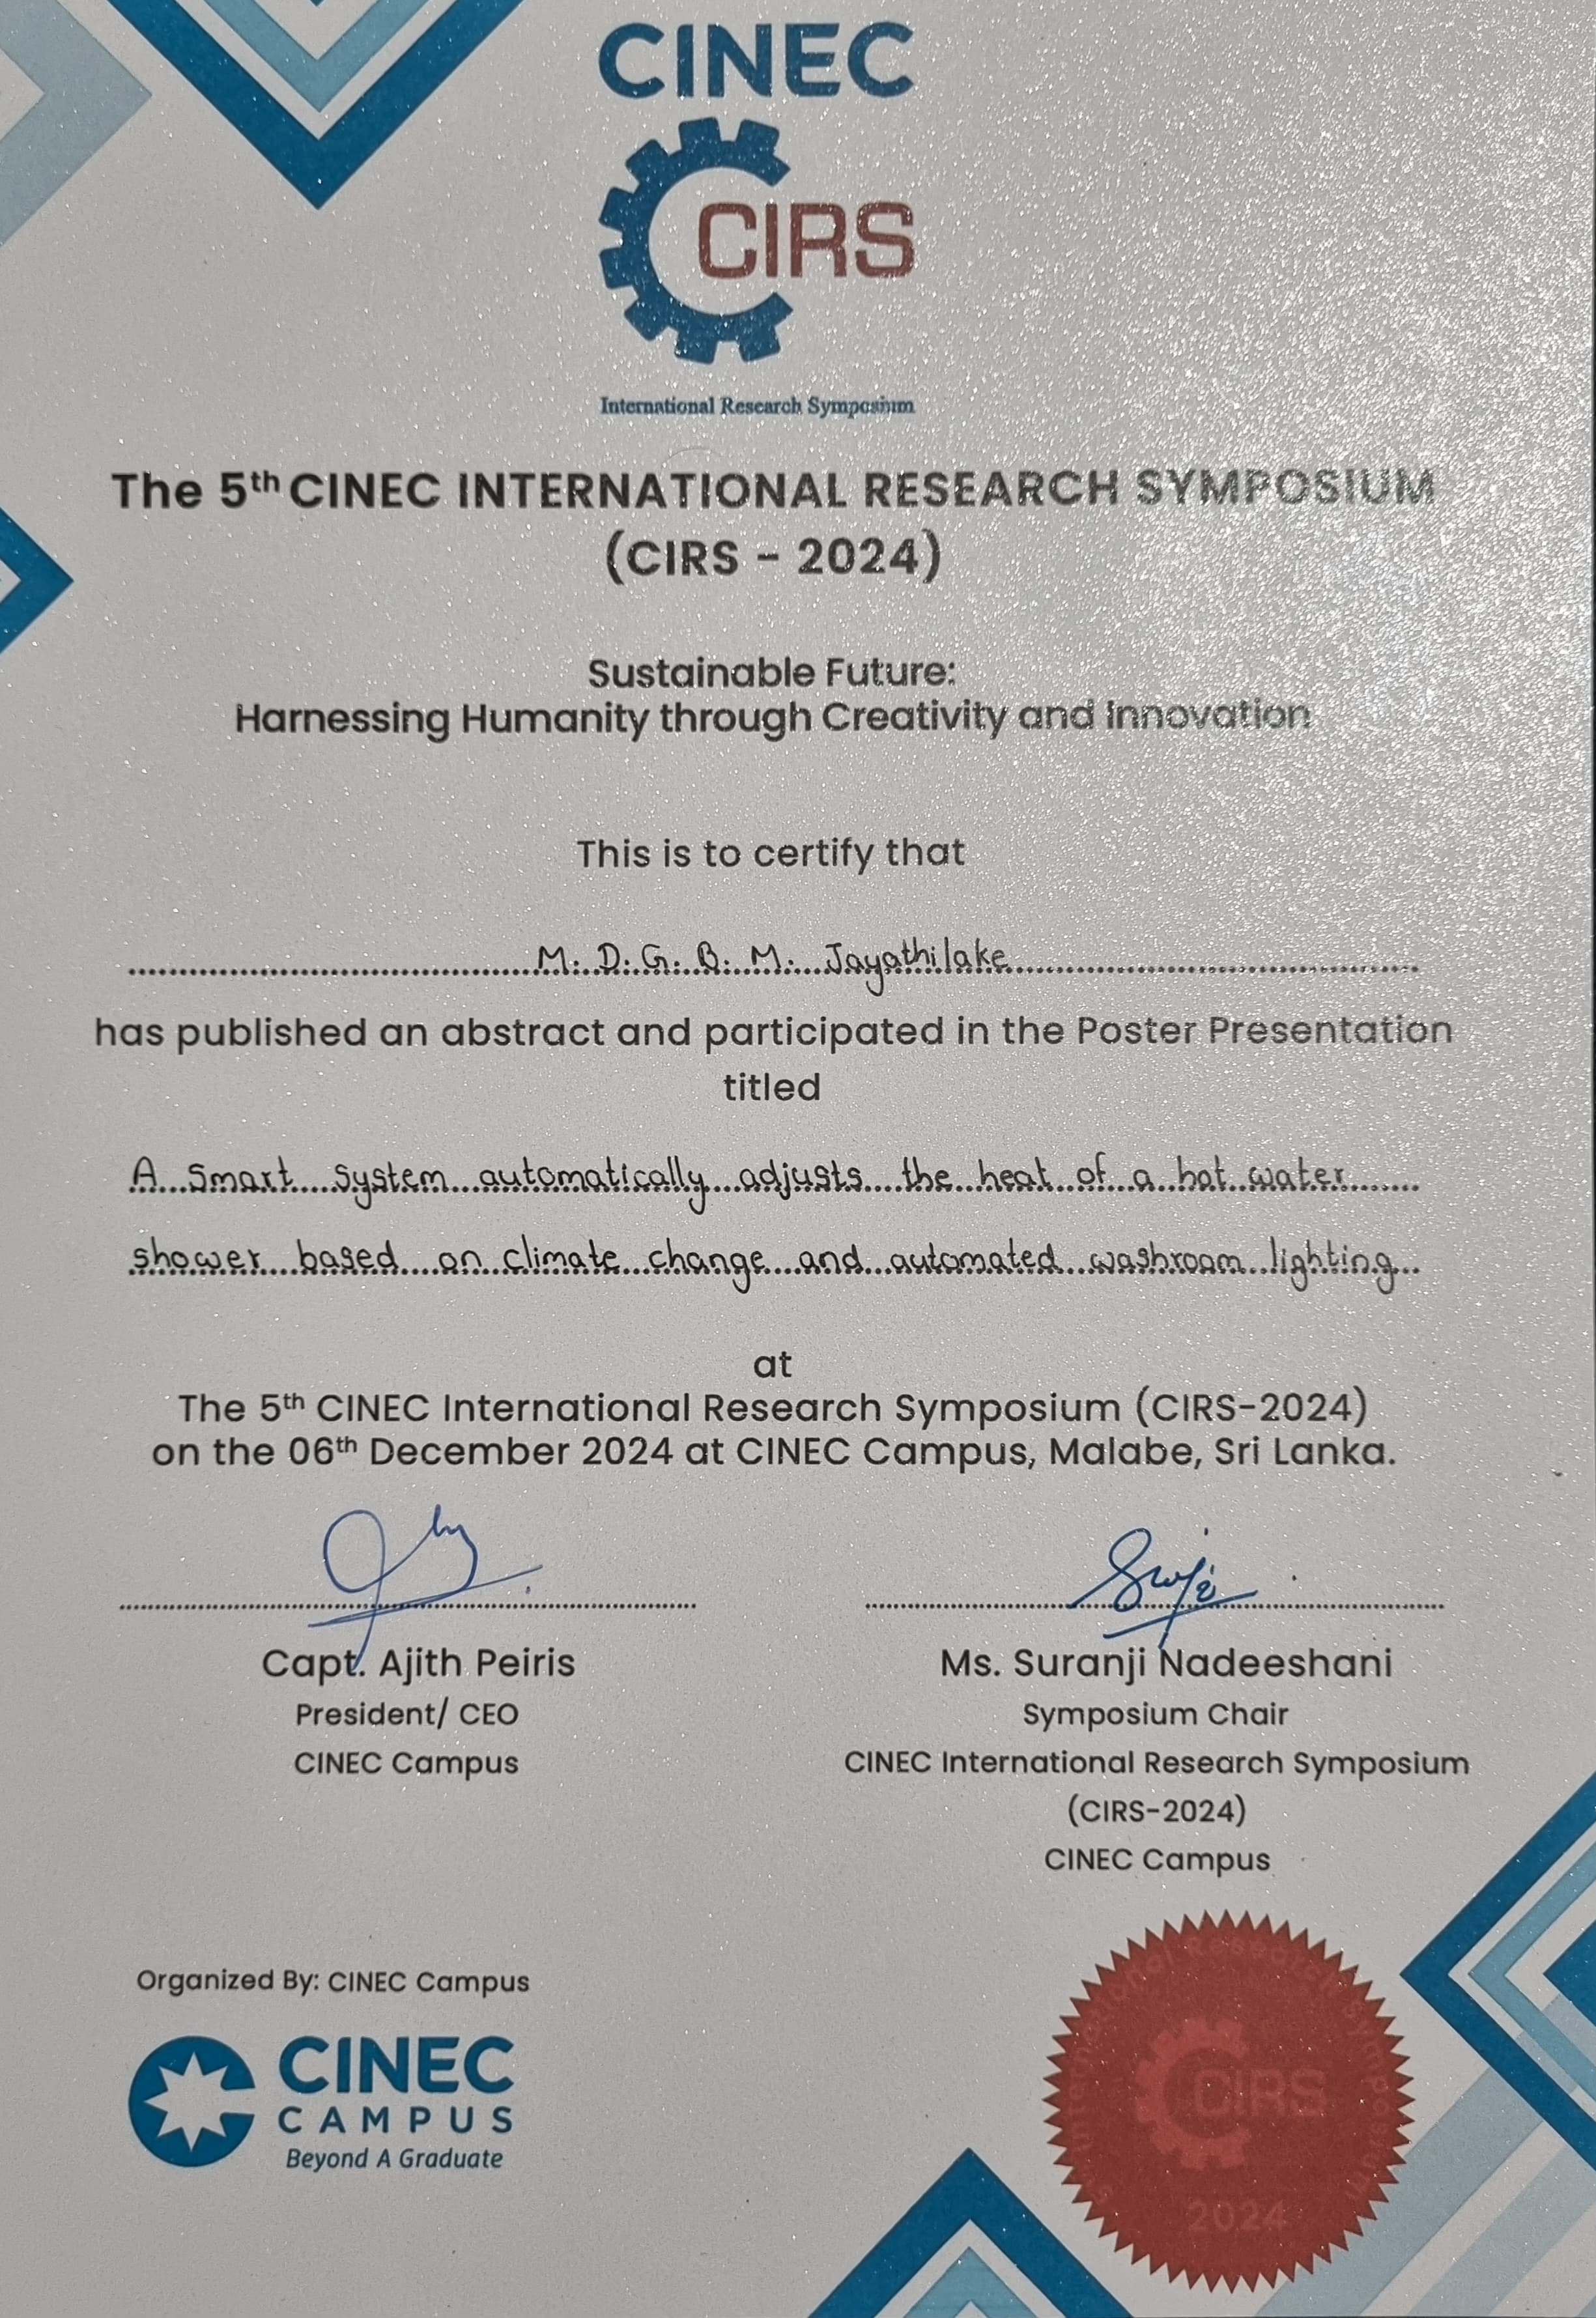 CINEC
CIRS
International Research Symposium
The 5th CINEC INTERNATIONAL RESEARCH SYMPOSIUM
(CIRS - 2024)
Sustainable Future:
Harnessing Humanity through Creativity and Innovation
This is to certify that
M. D. G. B. M. Jayathilake
has published an abstract and participated in the Poster Presentation
titled
A Smart system automatically adjusts the heat of a hot water
shower based on climate change and automated washroom lighting
at
The 5th CINEC International Research Symposium (CIRS-2024)
on the 06th December 2024 at CINEC Campus, Malabe, Sri Lanka.
Capt. Ajith Peiris
President/ CEO
CINEC Campus
Ms. Suranji Nadeeshani
Symposium Chair
CINEC International Research Symposium
(CIRS-2024)
CINEC Campus
Organized By: CINEC Campus
CINEC
CAMPUS
Beyond A Graduate
International Research Symposium
CIRS
2024